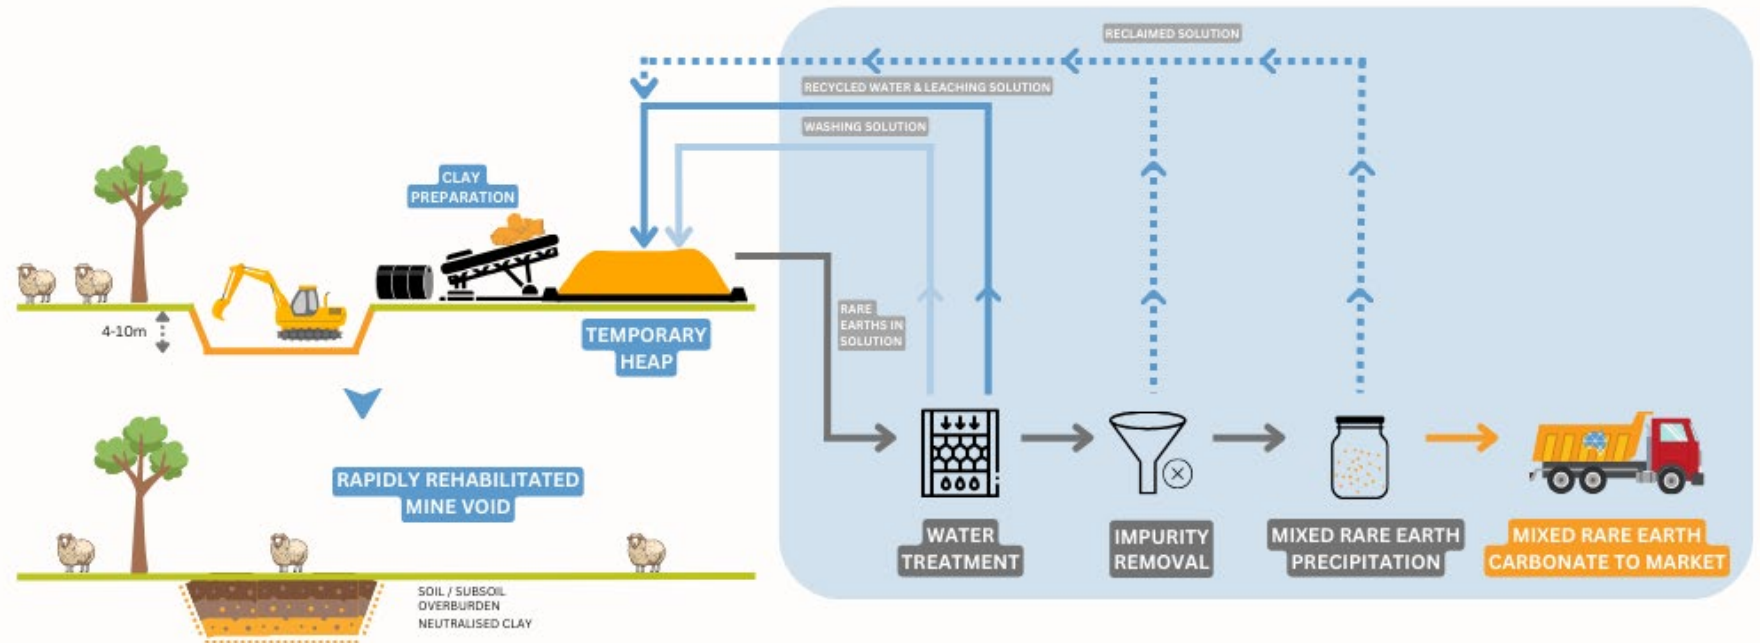 RECLAIMED SOLUTION
RECYCLED WATER & LEACHING SOLUTION
WASHING SOLUTION
CLAY
PREPARATION
4-10m
TEMPORARY
HEAP
RARE
EARTHS IN
SOLUTION
RAPIDLY REHABILITATED
MINE VOID
WATER
TREATMENT
IMPURITY
REMOVAL
MIXED RARE EARTH
PRECIPITATION
MIXED RARE EARTH
CARBONATE TO MARKET
SOIL / SUBSOIL
OVERBURDEN
NEUTRALISED CLAY